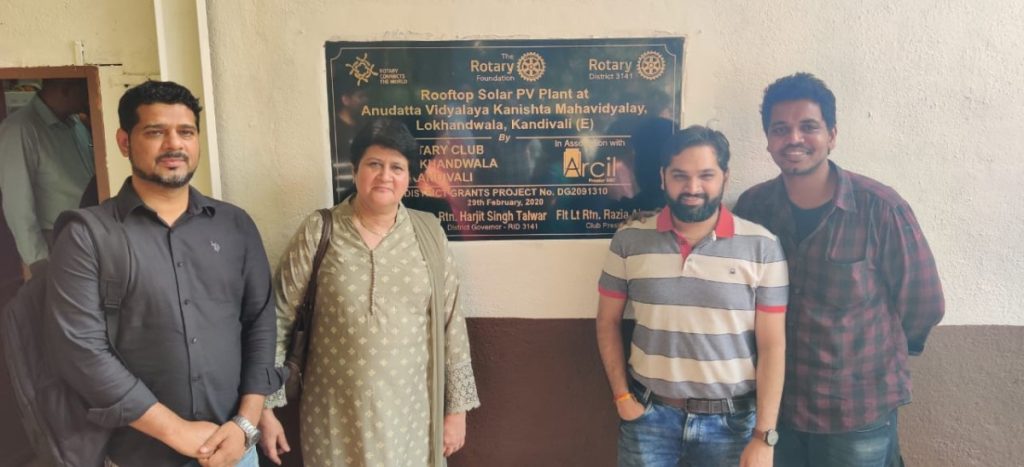 ROTARY
CONNECTS
THE WORLD
The
Rotary
Foundation
Rotary
District 3141
Rooftop Solar PV Plant at
Anudatta Vidyalaya Kanishta Mahavidyalay,
Lokhandwala, Kandivali (E)
By
TARY CLUB
KHANDWALA
In Association with
Arcil
DISTRICT GRANTS PROJECT No. DG2091310
29th February, 2020
Rtn. Harjit Singh Talwar
District Governor - RID 3141
Flt Lt Rtn. Razia
Club